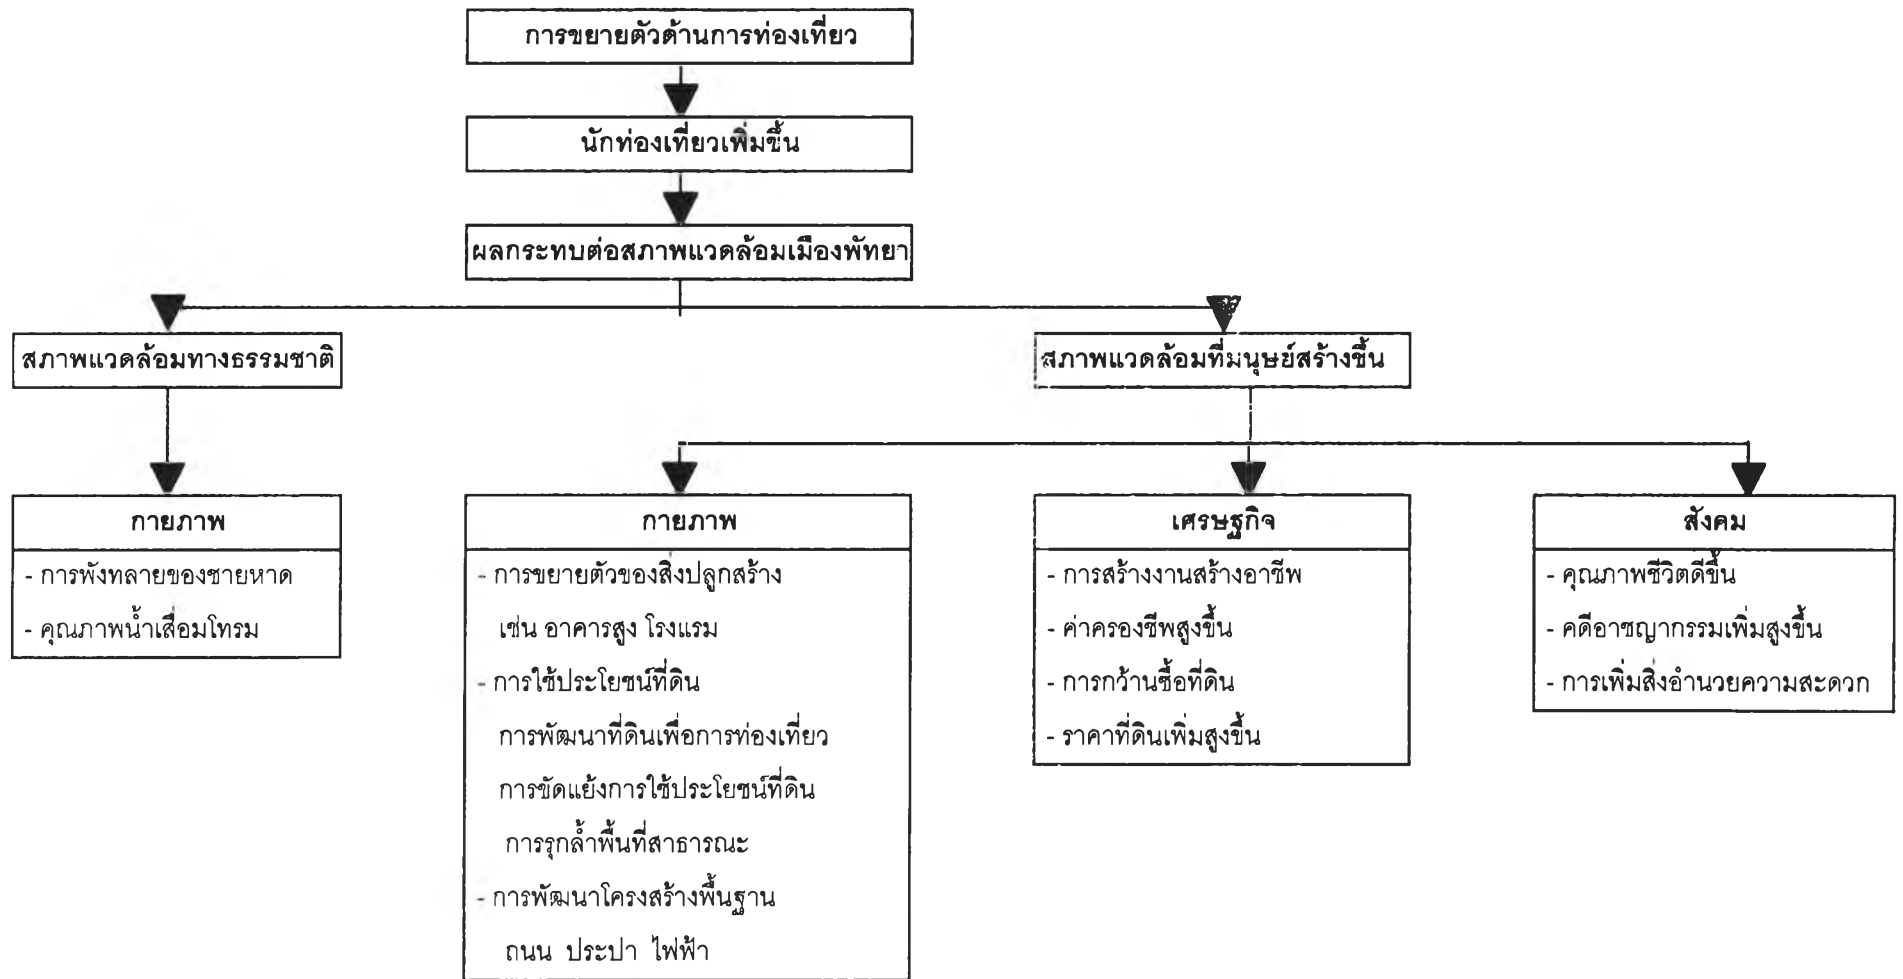 การขยายตัวด้านการท่องเที่ยว
นักท่องเที่ยวเพิ่มขึ้น
ผลกระทบต่อสภาพแวดล้อมเมืองพัทยา
สภาพแวดล้อมทางธรรมชาติ
สภาพแวดล้อมที่มนุษย์สร้างขึ้น
กายภาพ
- การพังทลายของชายหาด
- คุณภาพน้ำเสื่อมโทรม
กายภาพ
- การขยายตัวของสิ่งปลูกสร้าง
เช่น อาคารสูง โรงแรม
- การใช้ประโยชน์ที่ดิน
การพัฒนาที่ดินเพื่อการท่องเที่ยว
การขัดแย้งการใช้ประโยชน์ที่ดิน
การรุกล้ำพื้นที่สาธารณะ
- การพัฒนาโครงสร้างพื้นฐาน
ถนน ประปา ไฟฟ้า
เศรษฐกิจ
- การสร้างงานสร้างอาชีพ
- ค่าครองชีพสูงขึ้น
- การกว้านซื้อที่ดิน
- ราคาที่ดินเพิ่มสูงขึ้น
สังคม
- คุณภาพชีวิตดีขึ้น
- คดีอาชญากรรมเพิ่มสูงขึ้น
- การเพิ่มสิ่งอำนวยความสะดวก